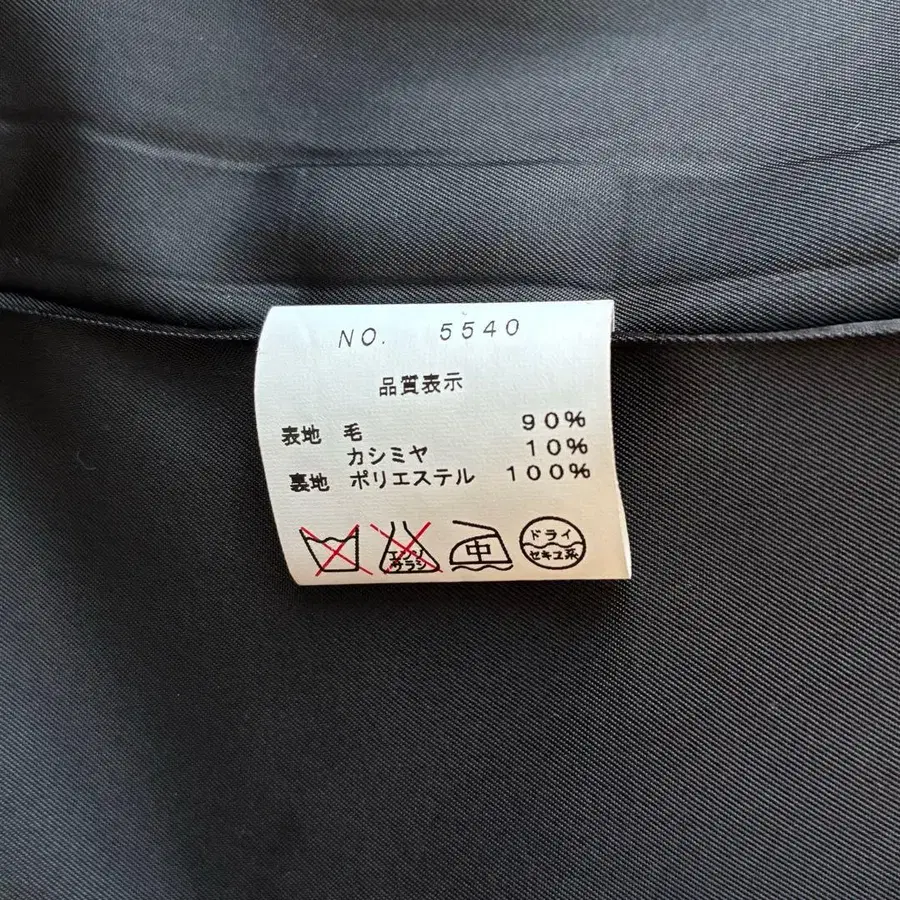 NO. 5540
品質表示
表地 毛 90%
カシミヤ 10%
裏地 ポリエステル 100%
エンソ
サラシ
中
ドライ
セキユ系